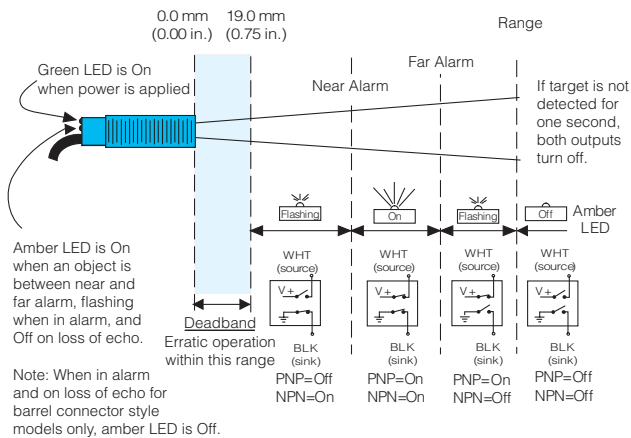 0.0 mm
(0.00 in.)
19.0 mm
(0.75 in.)
Range
Far Alarm
Near Alarm
Green LED is On
when power is applied
If target is not
detected for
one second,
both outputs
turn off.
Flashing
On
Flashing
Off
Amber
LED
Amber LED is On
when an object is
between near and
far alarm, flashing
when in alarm, and
Off on loss of echo.
Note: When in alarm
and on loss of echo for
barrel connector style
models only, amber LED is Off.
Deadband
Erratic operation
within this range
WHT
(source)
V+
BLK
(sink)
PNP=Off
NPN=On
WHT
(source)
V+
BLK
(sink)
PNP=On
NPN=On
WHT
(source)
V+
BLK
(sink)
PNP=On
NPN=Off
WHT
(source)
V+
BLK
(sink)
PNP=Off
NPN=Off